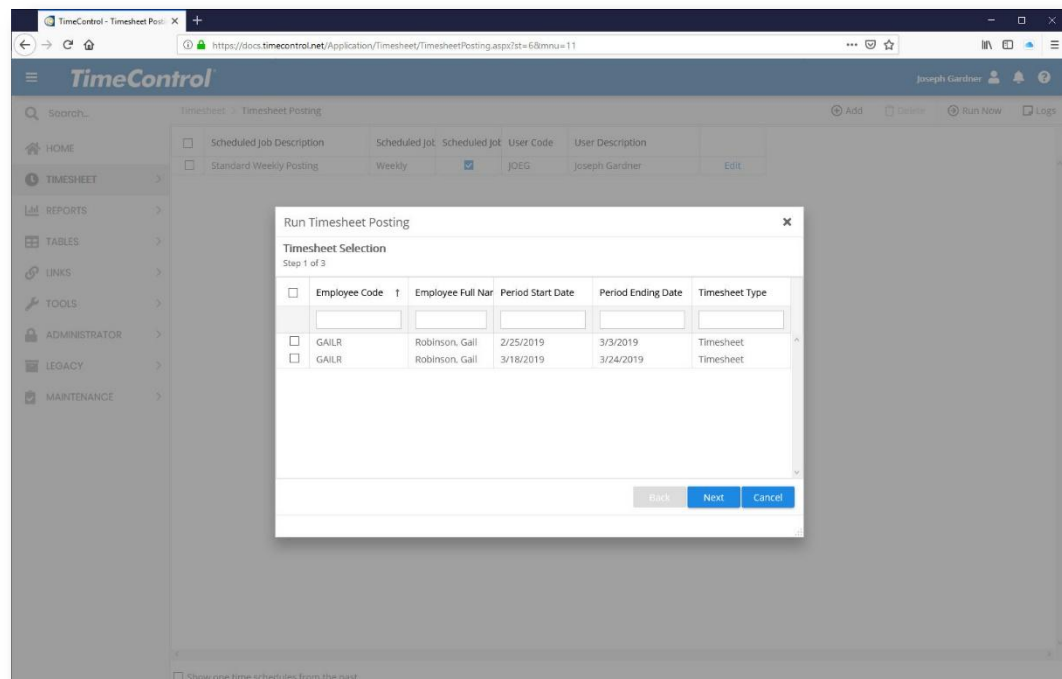 TimeControl - Timesheet Posti
https://docs.timecontrol.net/Application/Timesheet/TimesheetPosting.aspx?st=6&mnu=11
TimeControl
Joseph Gardner
Search...
Timesheet > Timesheet Posting
Add Delete Run Now Logs
HOME
Scheduled Job Description Scheduled Job Scheduled Job User Code User Description
Standard Weekly Posting Weekly JOEG Joseph Gardner Edit
TIMESHEET
REPORTS
TABLES
LINKS
TOOLS
ADMINISTRATOR
LEGACY
MAINTENANCE
Run Timesheet Posting
Timesheet Selection
Step 1 of 3
Employee Code ↑ Employee Full Nar Period Start Date Period Ending Date Timesheet Type
GAILR Robinson, Gail 2/25/2019 3/3/2019 Timesheet
GAILR Robinson, Gail 3/18/2019 3/24/2019 Timesheet
Back Next Cancel
Show one time schedules from the past